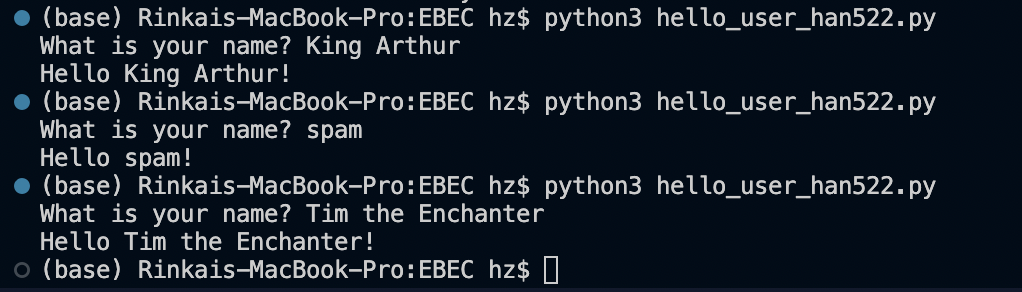 (base) Rinkais-MacBook-Pro:EBEC hz$ python3 hello_user_han522.py
What is your name? King Arthur
Hello King Arthur!
(base) Rinkais-MacBook-Pro:EBEC hz$ python3 hello_user_han522.py
What is your name? spam
Hello spam!
(base) Rinkais-MacBook-Pro:EBEC hz$ python3 hello_user_han522.py
What is your name? Tim the Enchanter
Hello Tim the Enchanter!
(base) Rinkais-MacBook-Pro:EBEC hz$